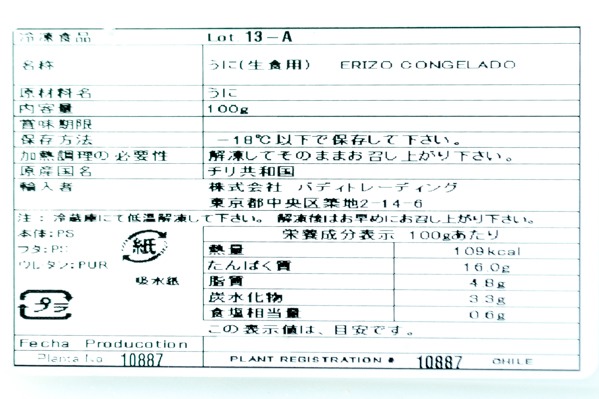 冷凍食品 Lot 13-A
名称 うに(生食用) ERIZO CONGELADO
原材料名 うに
内容量 100g
賞味期限
保存方法 -18℃以下で保存して下さい。
加熱調理の必要性 解凍してそのままお召し上がり下さい。
原産国名 チリ共和国
輸入者 株式会社 バディトレーディング
東京都中央区築地2-14-6
注:冷蔵庫にて低温解凍して下さい。 解凍後はお早めにお召し上がり下さい。
本体:PS
フタ:PS
ウレタン:PUR
紙
吸水紙
プラ
栄養成分表示 100gあたり
熱量 109kcal
たんぱく質 16.0g
脂質 4.8g
炭水化物 3.3g
食塩相当量 0.6g
この表示値は、目安です。
Fecha Producotion
Planta No 10887 PLANT REGISTRATION # 10887 CHILE